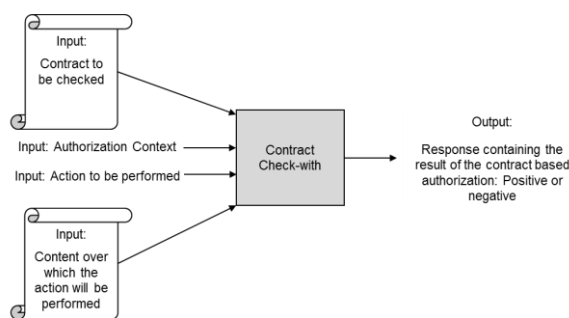 Input:
Contract to
be checked
Input: Authorization Context
Input: Action to be performed
Input:
Content over
which the
action will be
performed
Contract
Check-with
Output:
Response containing the
result of the contract based
authorization: Positive or
negative